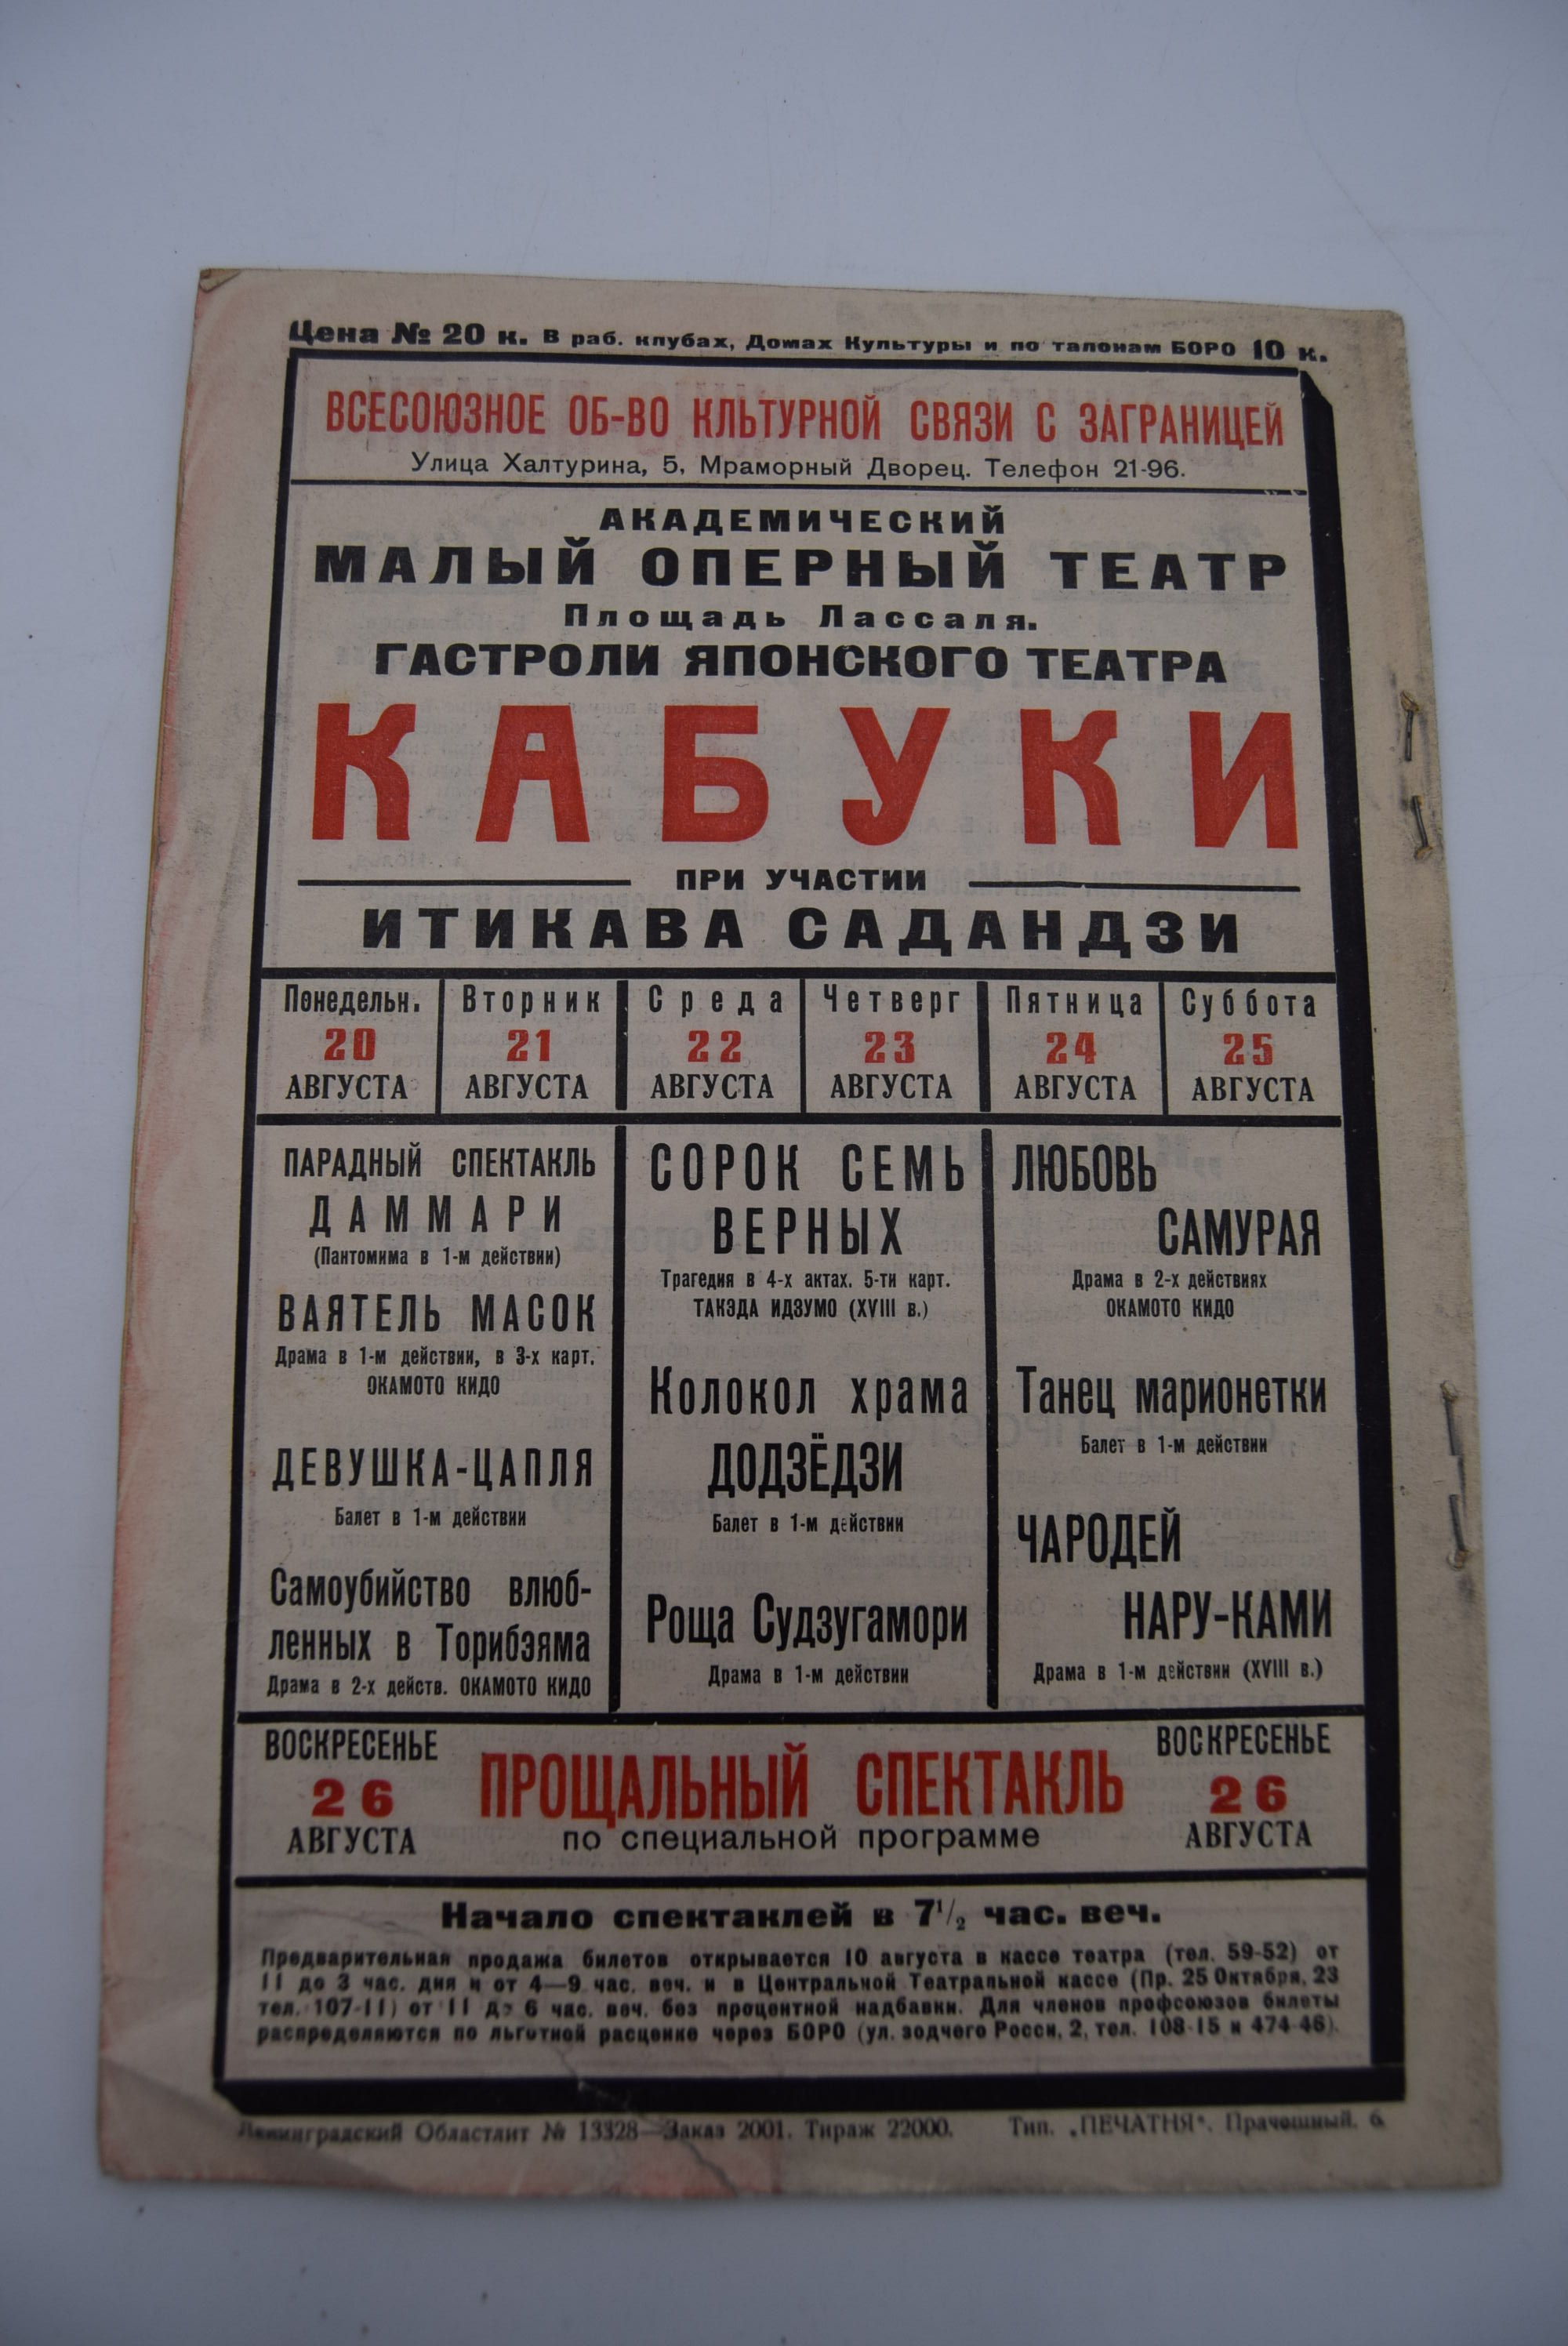 Цена № 20 к. В раб. клубах, Домах Культуры и по талонам БОРО 10 к.
ВСЕСОЮЗНОЕ ОБ-ВО КЛЬТУРНОЙ СВЯЗИ С ЗАГРАНИЦЕЙ
Улица Халтурина, 5, Мраморный Дворец. Телефон 21-96.
АКАДЕМИЧЕСКИЙ
МАЛЫЙ ОПЕРНЫЙ ТЕАТР
Площадь Лассаля.
ГАСТРОЛИ ЯПОНСКОГО ТЕАТРА
КАБУКИ
ПРИ УЧАСТИИ
ИТИКАВА САДАНДЗИ
Понедельн.
20
АВГУСТА
Вторник
21
АВГУСТА
Среда
22
АВГУСТА
Четверг
23
АВГУСТА
Пятница
24
АВГУСТА
Суббота
25
АВГУСТА
ПАРАДНЫЙ СПЕКТАКЛЬ
ДАММАРИ
(Пантомима в 1-м действии)
ВАЯТЕЛЬ МАСОК
Драма в 1-м действии, в 3-х карт.
ОКАМОТО КИДО
ДЕВУШКА-ЦАПЛЯ
Балет в 1-м действии
Самоубийство влюб-
ленных в Торибэяма
Драма в 2-х действ. ОКАМОТО КИДО
СОРОК СЕМЬ
ВЕРНЫХ
Трагедия в 4-х актах, 5-ти карт.
ТАКЭДА ИДЗУМО (XVIII в.)
Колокол храма
ДОДЗЁДЗИ
Балет в 1-м действии
Роща Судзугамори
Драма в 1-м действии
ЛЮБОВЬ
САМУРАЯ
Драма в 2-х действиях
ОКАМОТО КИДО
Танец марионетки
Балет в 1-м действии
ЧАРОДЕЙ
НАРУ-КАМИ
Драма в 1-м действии (XVIII в.)
ВОСКРЕСЕНЬЕ
26
АВГУСТА
ПРОЩАЛЬНЫЙ СПЕКТАКЛЬ
по специальной программе
ВОСКРЕСЕНЬЕ
26
АВГУСТА
Начало спектаклей в 7½ час. веч.
Предварительная продажа билетов открывается 10 августа в кассе театра (тел. 59-52) от
11 до 3 час. дня и от 4—9 час. веч. и в Центральной Театральной кассе (Пр. 25 Октября, 23
тел. 107-11) от 11 до 6 час. веч. без процентной надбавки. Для членов профсоюзов билеты
распределяются по льготной расценке через БОРО (ул. зодчего Росси, 2, тел. 108-15 и 474-46).
Ленинградский Областлит № 13328—Заказ 2001. Тираж 22000. Тип. „ПЕЧАТНЯ“. Прачешный, 6